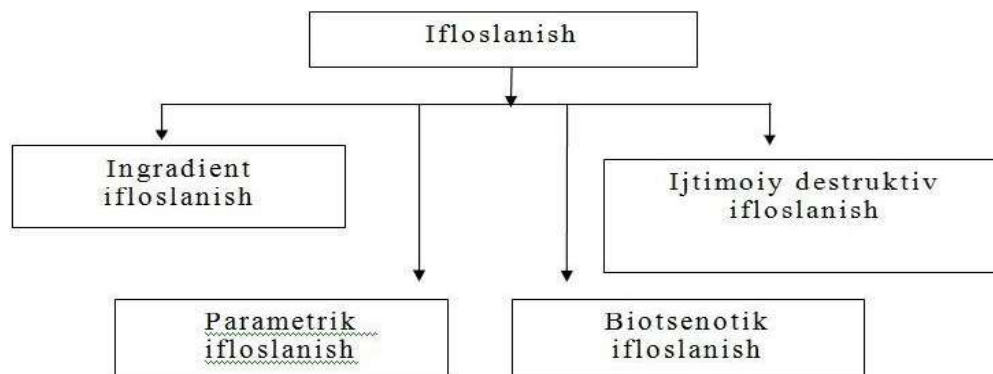 Ifloslanish
Ingradient
ifloslanish
Ijtimoiy destruktiv
ifloslanish
Parametrik
ifloslanish
Biotsenotik
ifloslanish